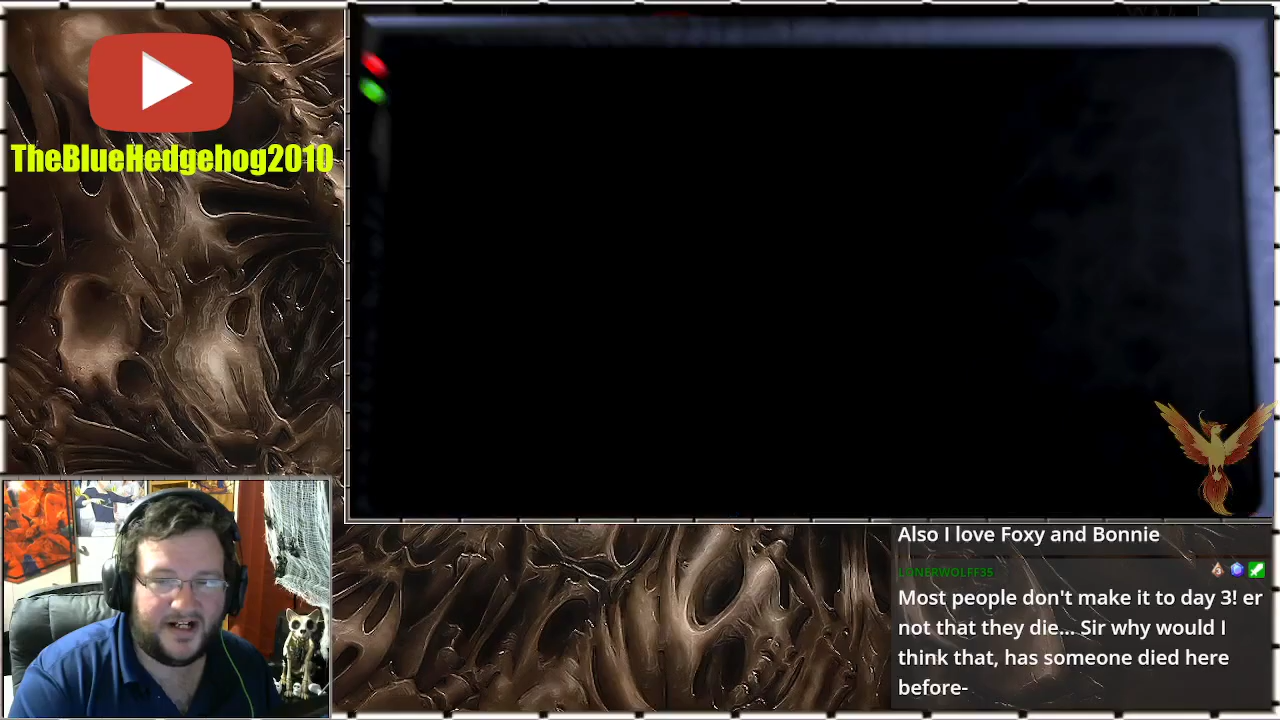 TheBlueHedgehog2010
Also I love Foxy and Bonnie
LONERWOLFF35
Most people don't make it to day 3! er
not that they die... Sir why would I
think that, has someone died here
before-